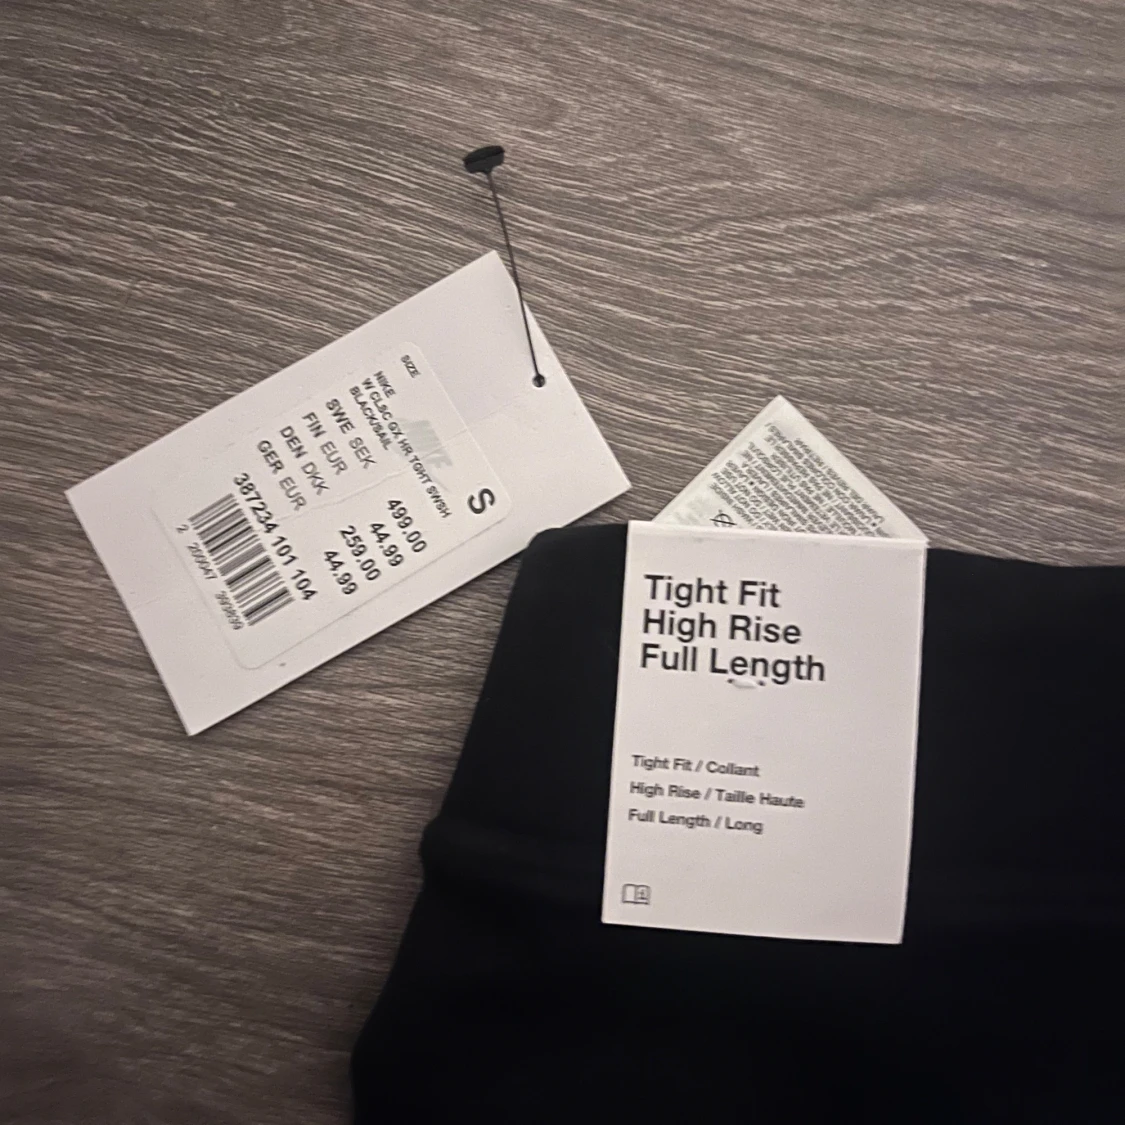 SIZE
S
NIKE
W CLSC GX HR TGHT SWSH
BLACK/SAIL
SWE SEK 499.00
FIN EUR 44.99
DEN DKK 259.00
GER EUR 44.99
387234 101 104
Tight Fit
High Rise
Full Length
Tight Fit / Collant
High Rise / Taille Haute
Full Length / Long